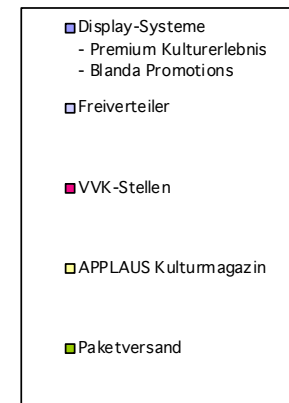 Display-Systeme
- Premium Kulturerlebnis
- Blanda Promotions
Freiverteiler
VVK-Stellen
APPLAUS Kulturmagazin
Paketversand